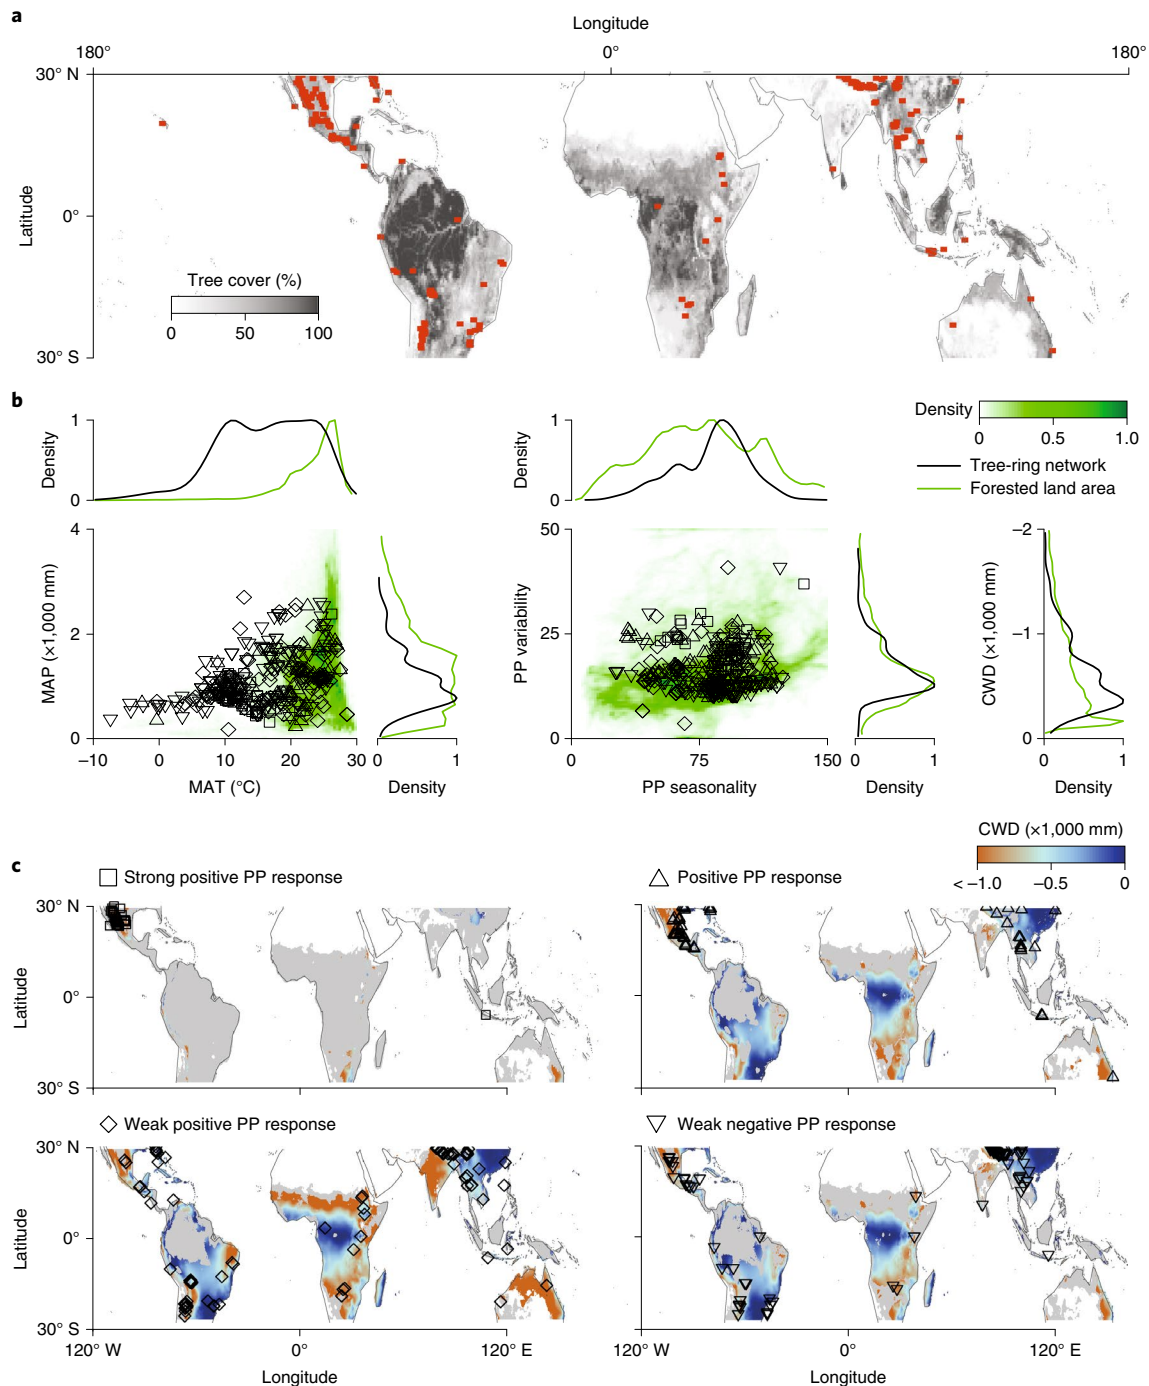 a
Longitude
180°
0°
180°
30° N
0°
30° S
Latitude
Tree cover (%)
0
50
100
b
Density
0
0.5
1.0
Tree-ring network
Forested land area
1
0
Density
1
0
Density
4
2
0
MAP (×1,000 mm)
−10
0
10
20
30
MAT (°C)
0
1
Density
50
25
0
PP variability
0
75
150
PP seasonality
0
1
Density
−2
−1
0
CWD (×1,000 mm)
0
1
Density
c
CWD (×1,000 mm)
< −1.0
−0.5
0
Strong positive PP response
Positive PP response
30° N
0°
30° S
Latitude
Latitude
Weak positive PP response
Weak negative PP response
30° N
0°
30° S
Latitude
Latitude
120° W
0°
120° E
Longitude
120° W
0°
120° E
Longitude